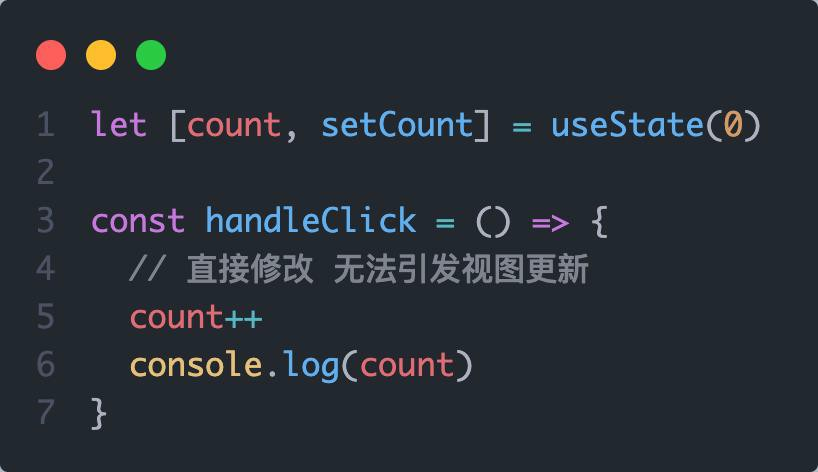 1 let [count, setCount] = useState(0)
2
3 const handleClick = () => {
4   // 直接修改 无法引发视图更新
5   count++
6   console.log(count)
7 }